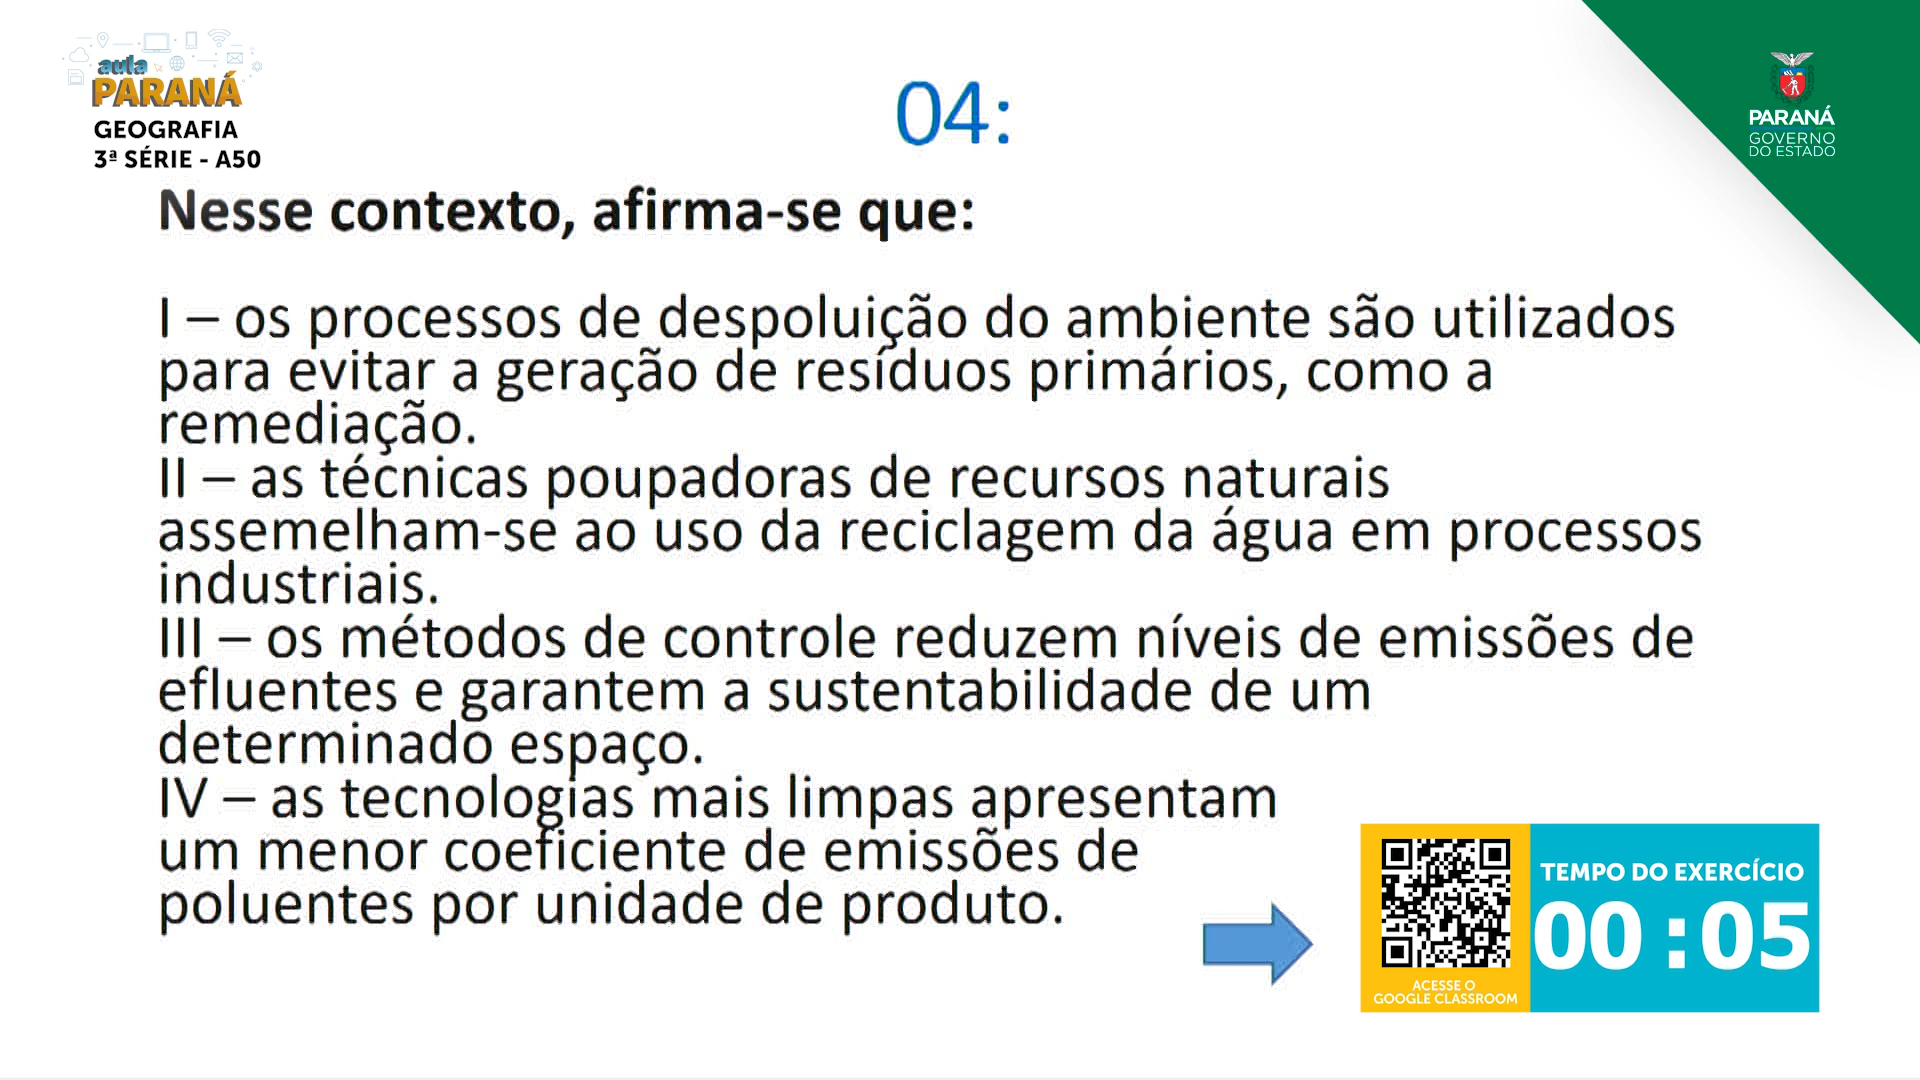 aula
PARANÁ
GEOGRAFIA
3ª SÉRIE - A50
04:
PARANÁ
GOVERNO
DO ESTADO
Nesse contexto, afirma-se que:
I – os processos de despoluição do ambiente são utilizados
para evitar a geração de resíduos primários, como a
remediação.
II – as técnicas poupadoras de recursos naturais
assemelham-se ao uso da reciclagem da água em processos
industriais.
III – os métodos de controle reduzem níveis de emissões de
efluentes e garantem a sustentabilidade de um
determinado espaço.
IV – as tecnologias mais limpas apresentam
um menor coeficiente de emissões de
poluentes por unidade de produto.
TEMPO DO EXERCÍCIO
00:05
ACESSE O
GOOGLE CLASSROOM